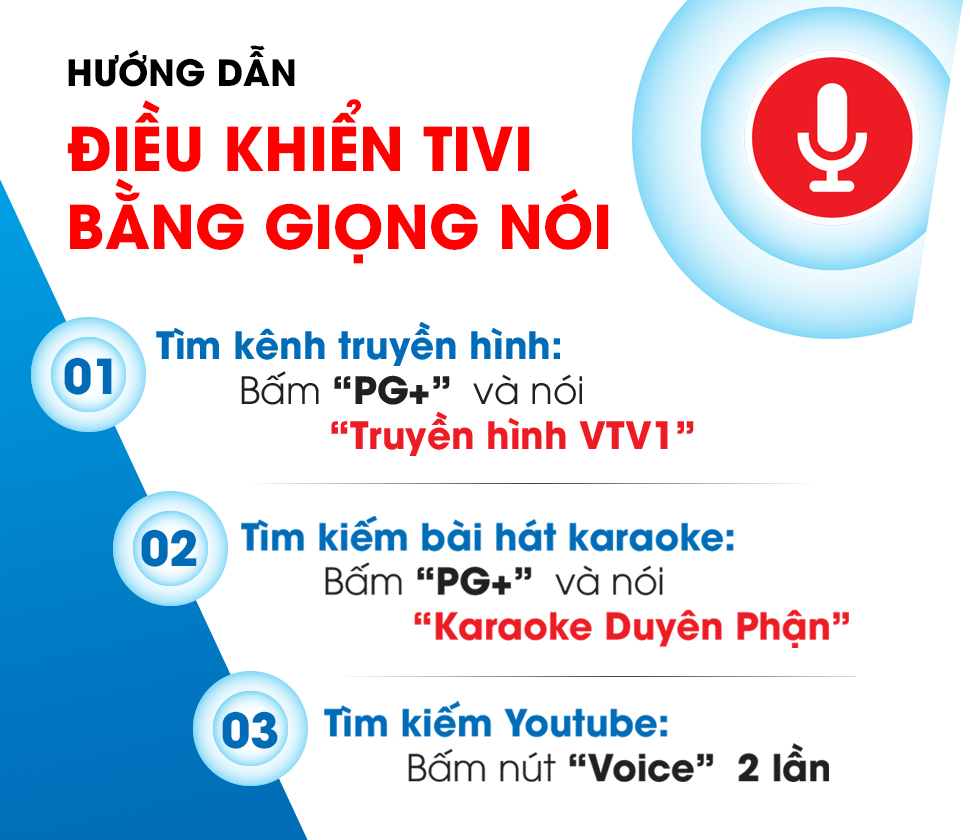 HƯỚNG DẪN
ĐIỀU KHIỂN TIVI
BẰNG GIỌNG NÓI
01
Tìm kênh truyền hình:
Bấm “PG+” và nói
“Truyền hình VTV1”
02
Tìm kiếm bài hát karaoke:
Bấm “PG+” và nói
“Karaoke Duyên Phận”
03
Tìm kiếm Youtube:
Bấm nút “Voice” 2 lần